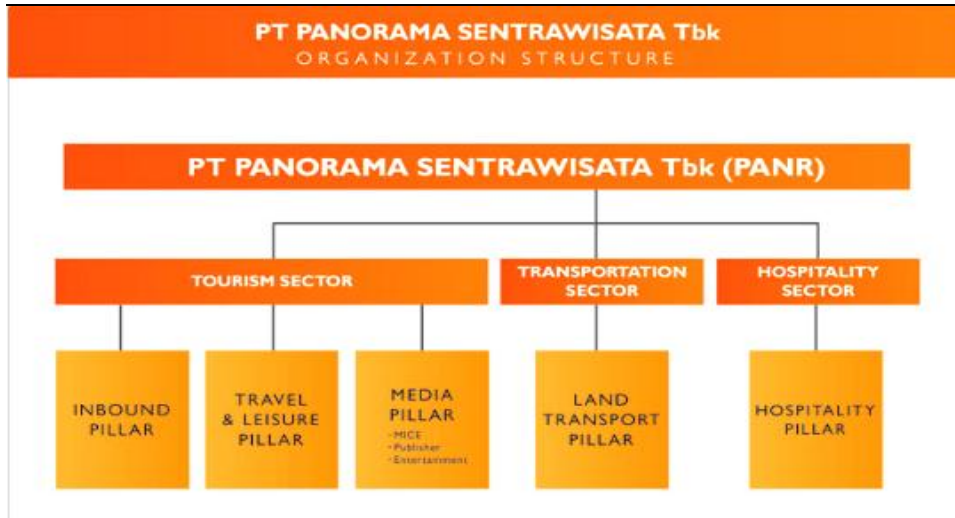 PT PANORAMA SENTRAWISATA Tbk
ORGANIZATION STRUCTURE
PT PANORAMA SENTRAWISATA Tbk (PANR)
TOURISM SECTOR
TRANSPORTATION
SECTOR
HOSPITALITY
SECTOR
INBOUND
PILLAR
TRAVEL
& LEISURE
PILLAR
MEDIA
PILLAR
- MICE
- Publisher
- Entertainment
LAND
TRANSPORT
PILLAR
HOSPITALITY
PILLAR